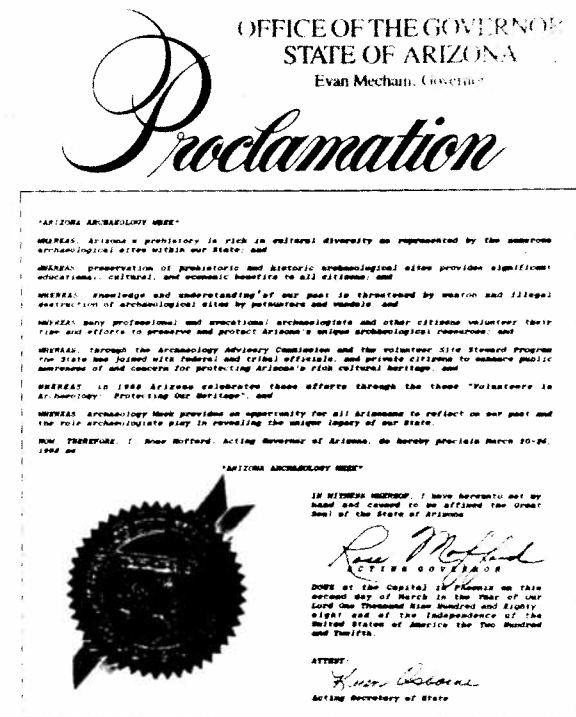 OFFICE OF THE GOVERNOR
STATE OF ARIZONA
Evan Mecham, Governor
Proclamation
"ARIZONA ARCHAEOLOGY WEEK"
WHEREAS, Arizona's prehistory is rich in cultural diversity as represented by the numerous
archaeological sites within our State; and
WHEREAS, preservation of prehistoric and historic archaeological sites provides significant
educational, cultural, and economic benefits to all citizens; and
WHEREAS, knowledge and understanding of our past is threatened by wanton and illegal
destruction of archaeological sites by pothunters and vandals; and
WHEREAS many professional and avocational archaeologists and other citizens volunteer their
time and efforts to preserve and protect Arizona's unique archaeological resources; and
WHEREAS, through the Archaeology Advisory Commission and the volunteer Site Steward Program
the State has joined with federal and tribal officials, and private citizens to enhance public
awareness of and concern for protecting Arizona's rich cultural heritage, and
WHEREAS, in 1988 Arizona celebrates these efforts through the theme "Volunteers in
Archaeology: Protecting Our Heritage", and
WHEREAS Archaeology Week provides an opportunity for all Arizonans to reflect on our past and
the role archaeologists play in revealing the unique legacy of our State.
NOW, THEREFORE, I, Rose Mofford, Acting Governor of Arizona, do hereby proclaim March 20-26,
1988 as
"ARIZONA ARCHAEOLOGY WEEK"
IN WITNESS WHEREOF, I have hereunto set my
hand and caused to be affixed the Great
Seal of the State of Arizona
Rose Mofford
ACTING GOVERNOR
DONE at the Capitol in Phoenix on this
second day of March in the Year of Our
Lord One Thousand Nine Hundred and Eighty-
eight and of the Independence of the
United States of America the Two Hundred
and Twelfth.
ATTEST:
Karen Osborne
Acting Secretary of State